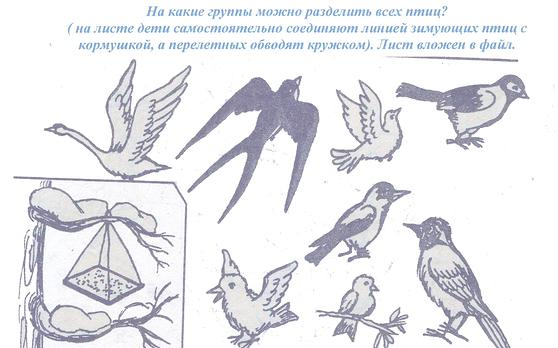 На какие группы можно разделить всех птиц?
( на листе дети самостоятельно соединяют линией зимующих птиц с
кормушкой, а перелетных обводят кружком). Лист вложен в файл.